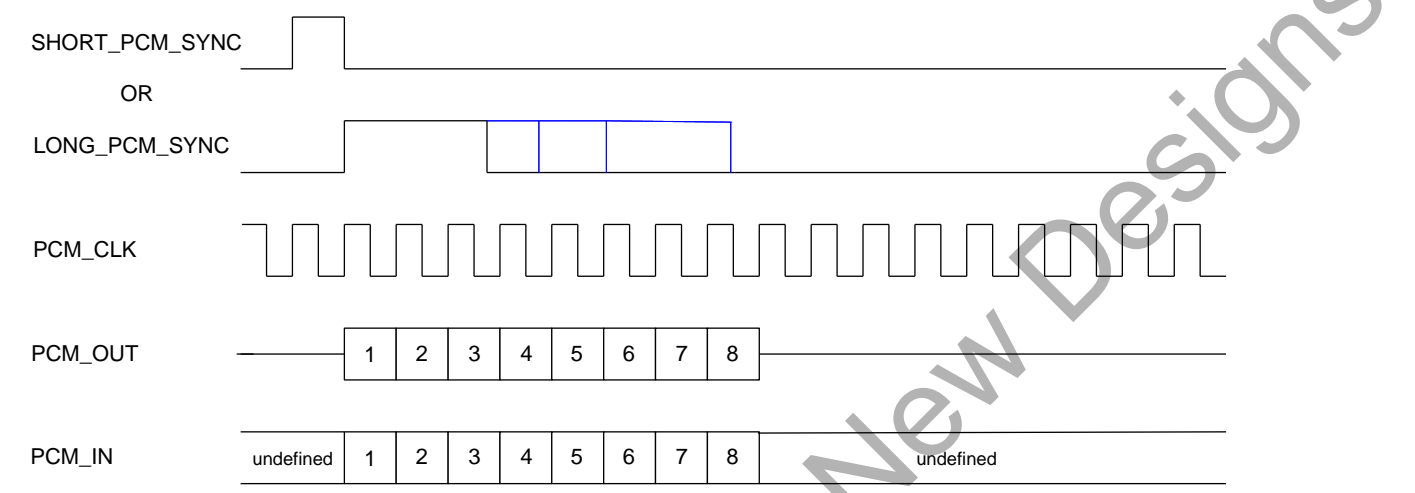 SHORT_PCM_SYNC
OR
LONG_PCM_SYNC
PCM_CLK
PCM_OUT 1 2 3 4 5 6 7 8
PCM_IN undefined 1 2 3 4 5 6 7 8 undefined
New Designs